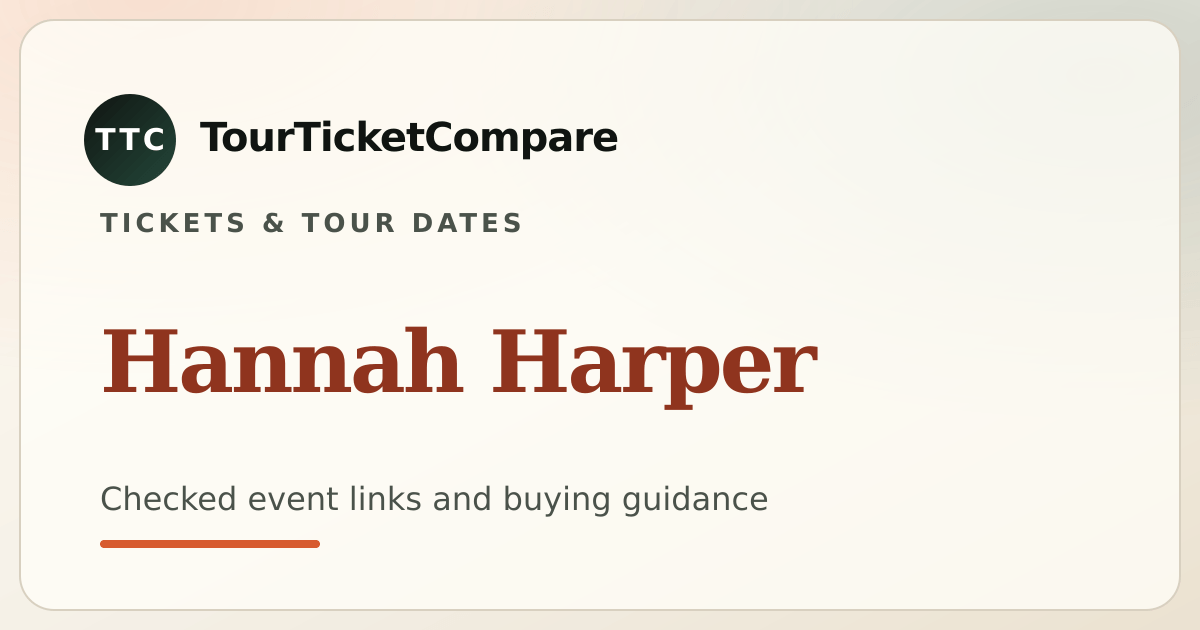 TTC TourTicketCompare
TICKETS & TOUR DATES
Hannah Harper
Checked event links and buying guidance